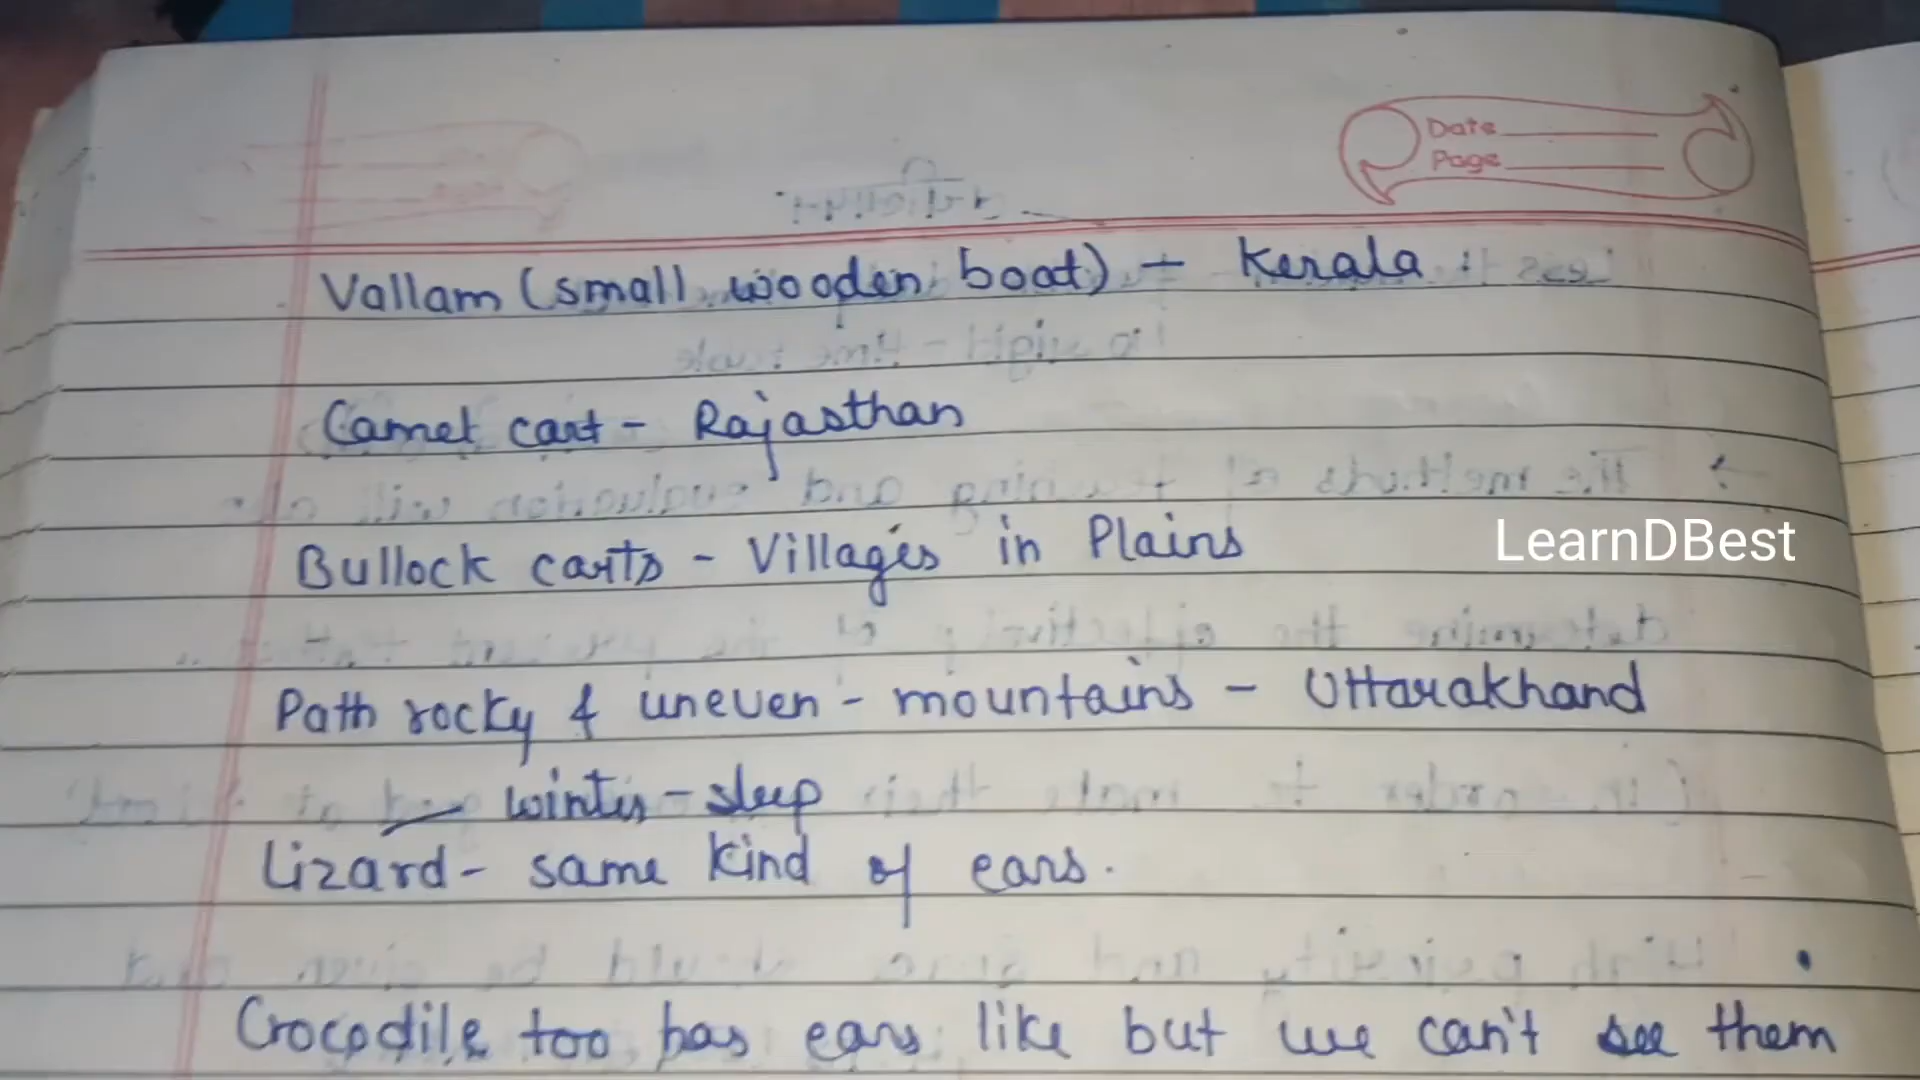 Date
Page
Vallam (small wooden boat) - Kerala
Camel cart - Rajasthan
Bullock carts - Villages in Plains
LearnDBest
Path rocky & uneven - mountains - Uttarakhand
winter - sleep
Lizard - same kind of ears.
Crocodile too has ears like but we can't see them